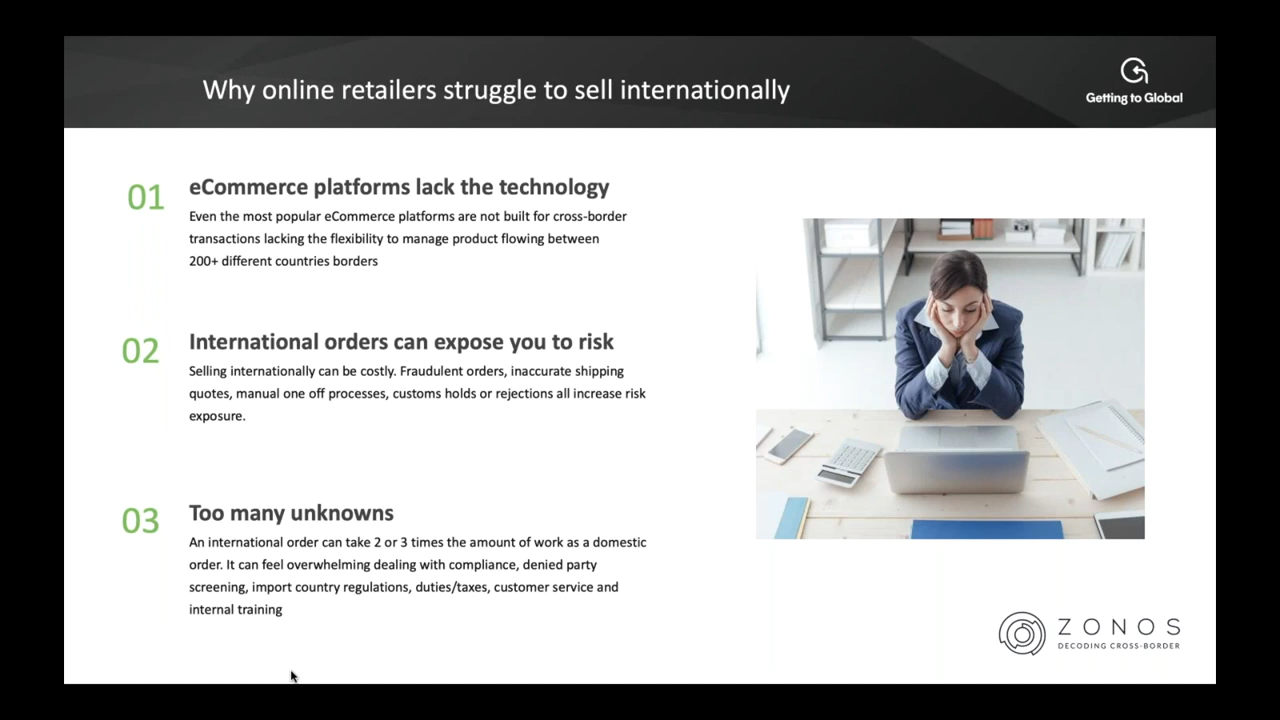 Why online retailers struggle to sell internationally
Getting to Global
01
eCommerce platforms lack the technology
Even the most popular eCommerce platforms are not built for cross-border
transactions lacking the flexibility to manage product flowing between
200+ different countries borders
02
International orders can expose you to risk
Selling internationally can be costly. Fraudulent orders, inaccurate shipping
quotes, manual one off processes, customs holds or rejections all increase risk
exposure.
03
Too many unknowns
An international order can take 2 or 3 times the amount of work as a domestic
order. It can feel overwhelming dealing with compliance, denied party
screening, import country regulations, duties/taxes, customer service and
internal training
ZONOS
DECODING CROSS-BORDER